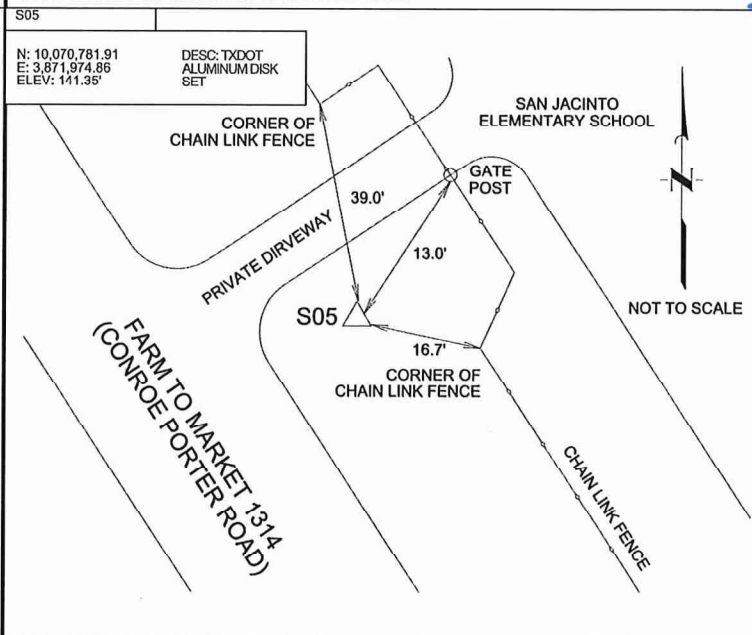 S05
N: 10,070,781.91
E: 3,871,974.86
ELEV: 141.35'
DESC: TXDOT
ALUMINUM DISK
SET
CORNER OF
CHAIN LINK FENCE
SAN JACINTO
ELEMENTARY SCHOOL
GATE
POST
N
39.0'
PRIVATE DIRVEWAY
13.0'
NOT TO SCALE
S05
16.7'
CORNER OF
CHAIN LINK FENCE
FARM TO MARKET 1314
(CONROE PORTER ROAD)
CHAIN LINK FENCE